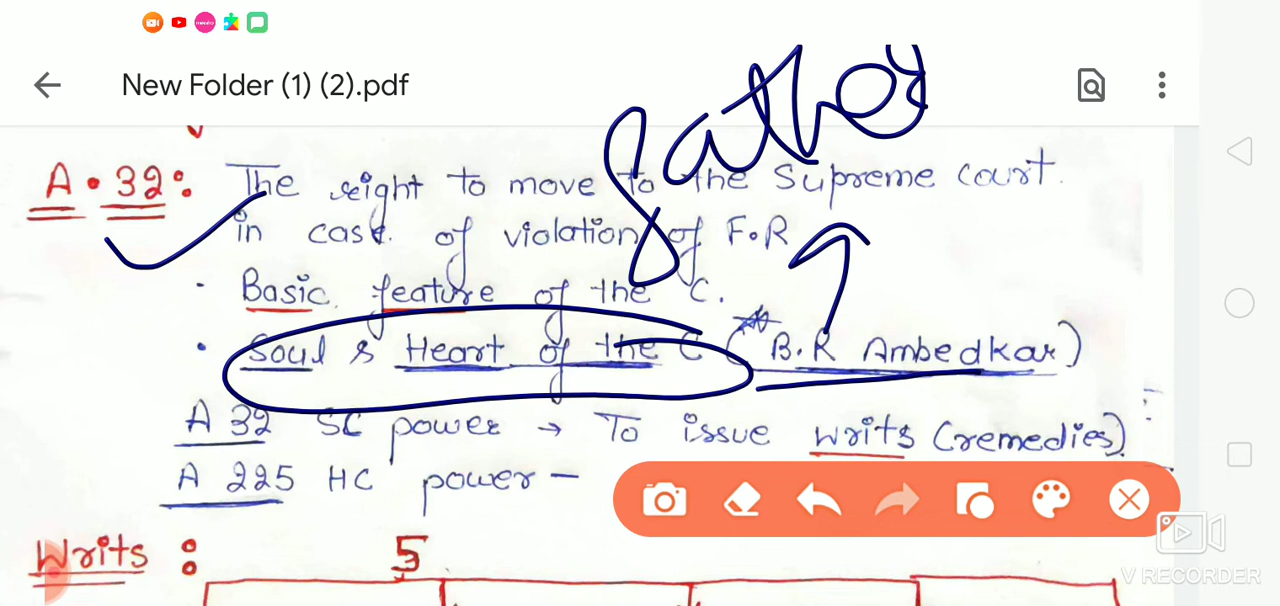 New Folder (1) (2).pdf
father
A. 32: The right to move to the Supreme court.
in case. of violation of F.R
• Basic feature of the C.
• Soul & Heart of the C (* B.R Ambedkar)
A 32 SC power → To issue writs (remedies)
A 225 HC power -
Writs : 5
V RECORDER